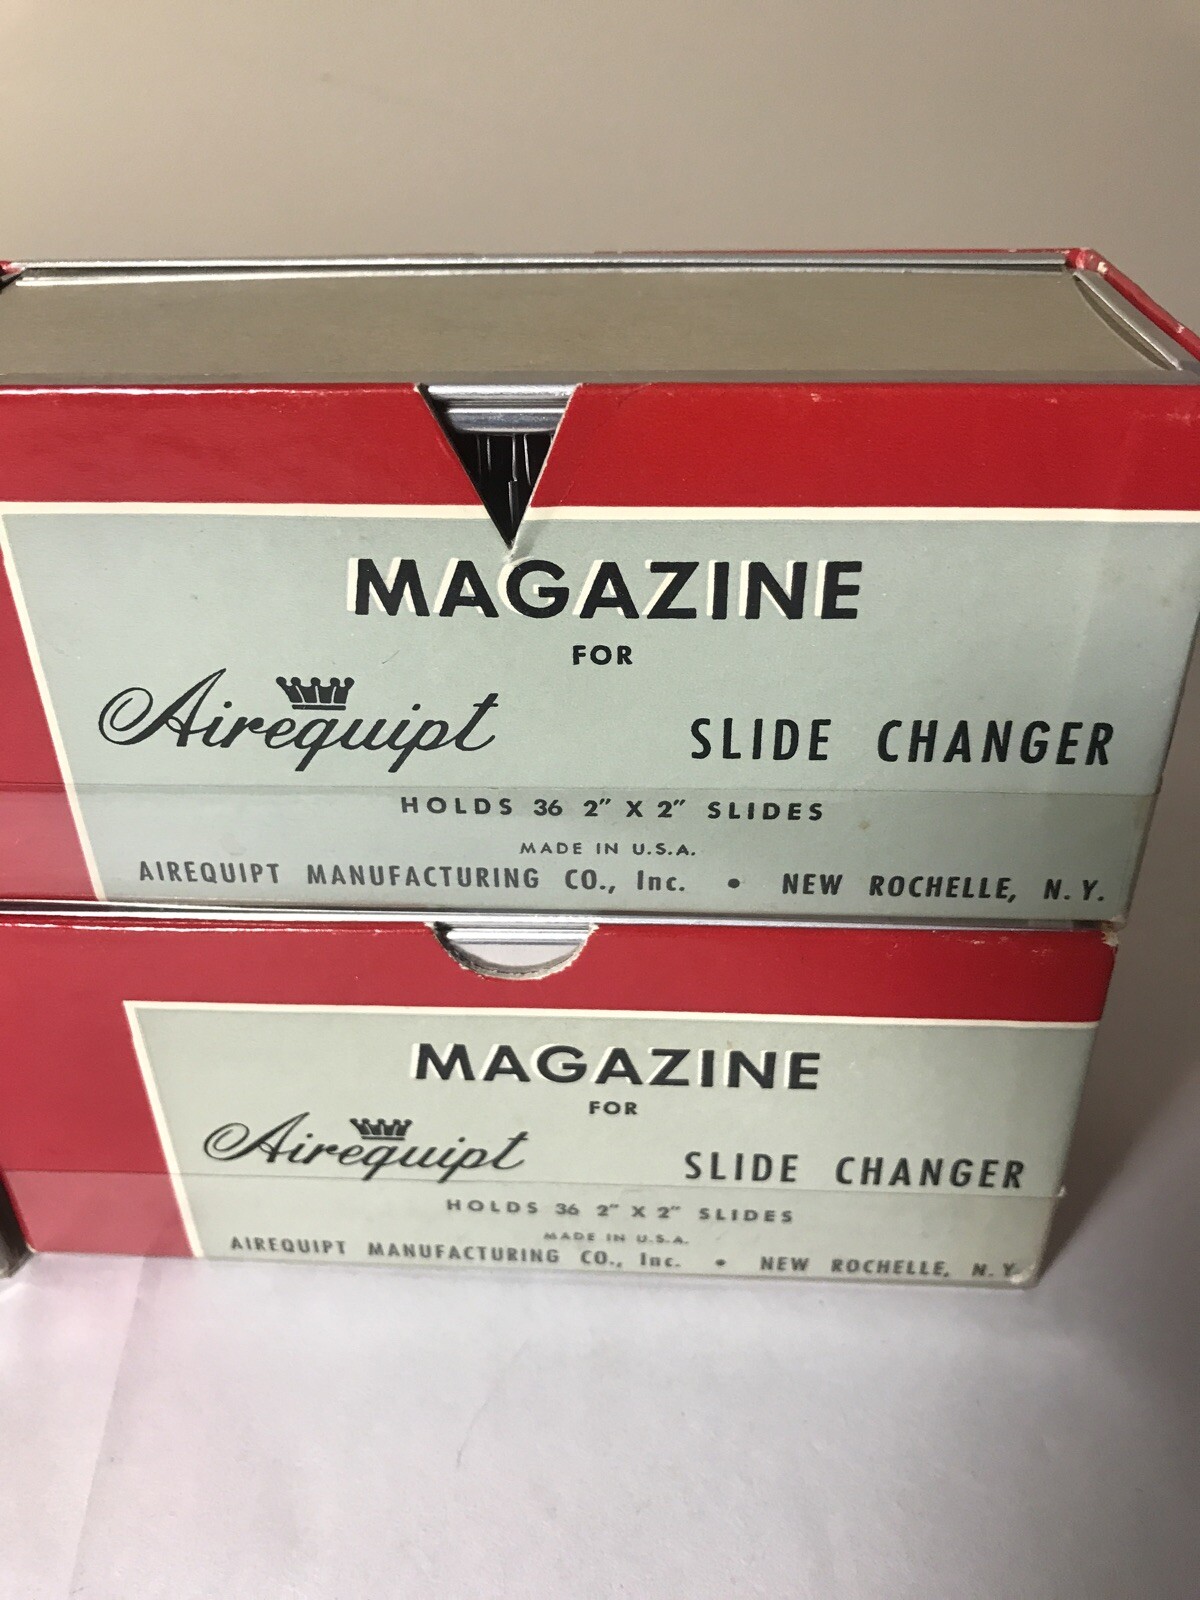 MAGAZINE
FOR
Airequipt SLIDE CHANGER
HOLDS 36 2" X 2" SLIDES
MADE IN U.S.A.
AIREQUIPT MANUFACTURING CO., Inc. • NEW ROCHELLE, N.Y.
MAGAZINE
FOR
Airequipt SLIDE CHANGER
HOLDS 36 2" X 2" SLIDES
MADE IN U.S.A.
AIREQUIPT MANUFACTURING CO., Inc. • NEW ROCHELLE, N.Y.